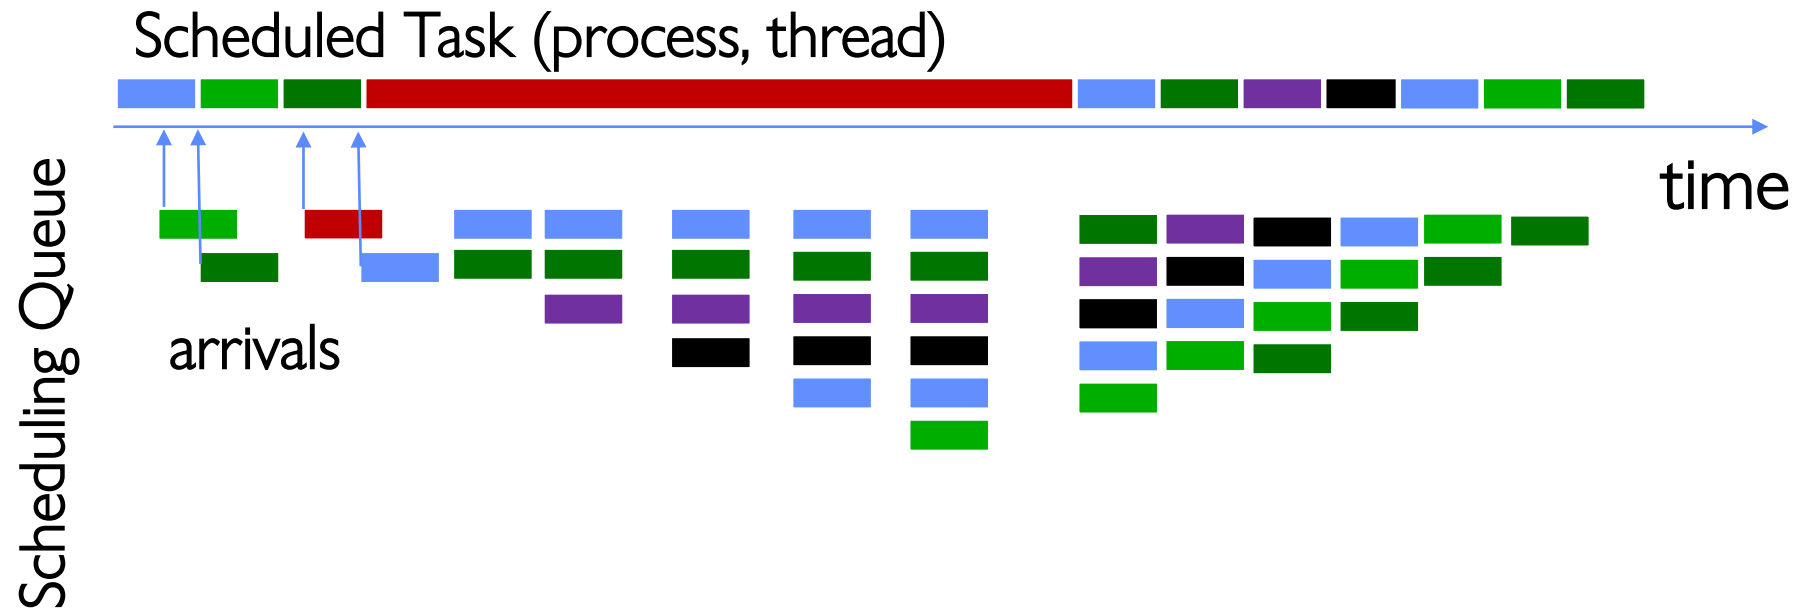 Scheduled Task (process, thread)
time
Scheduling Queue
arrivals